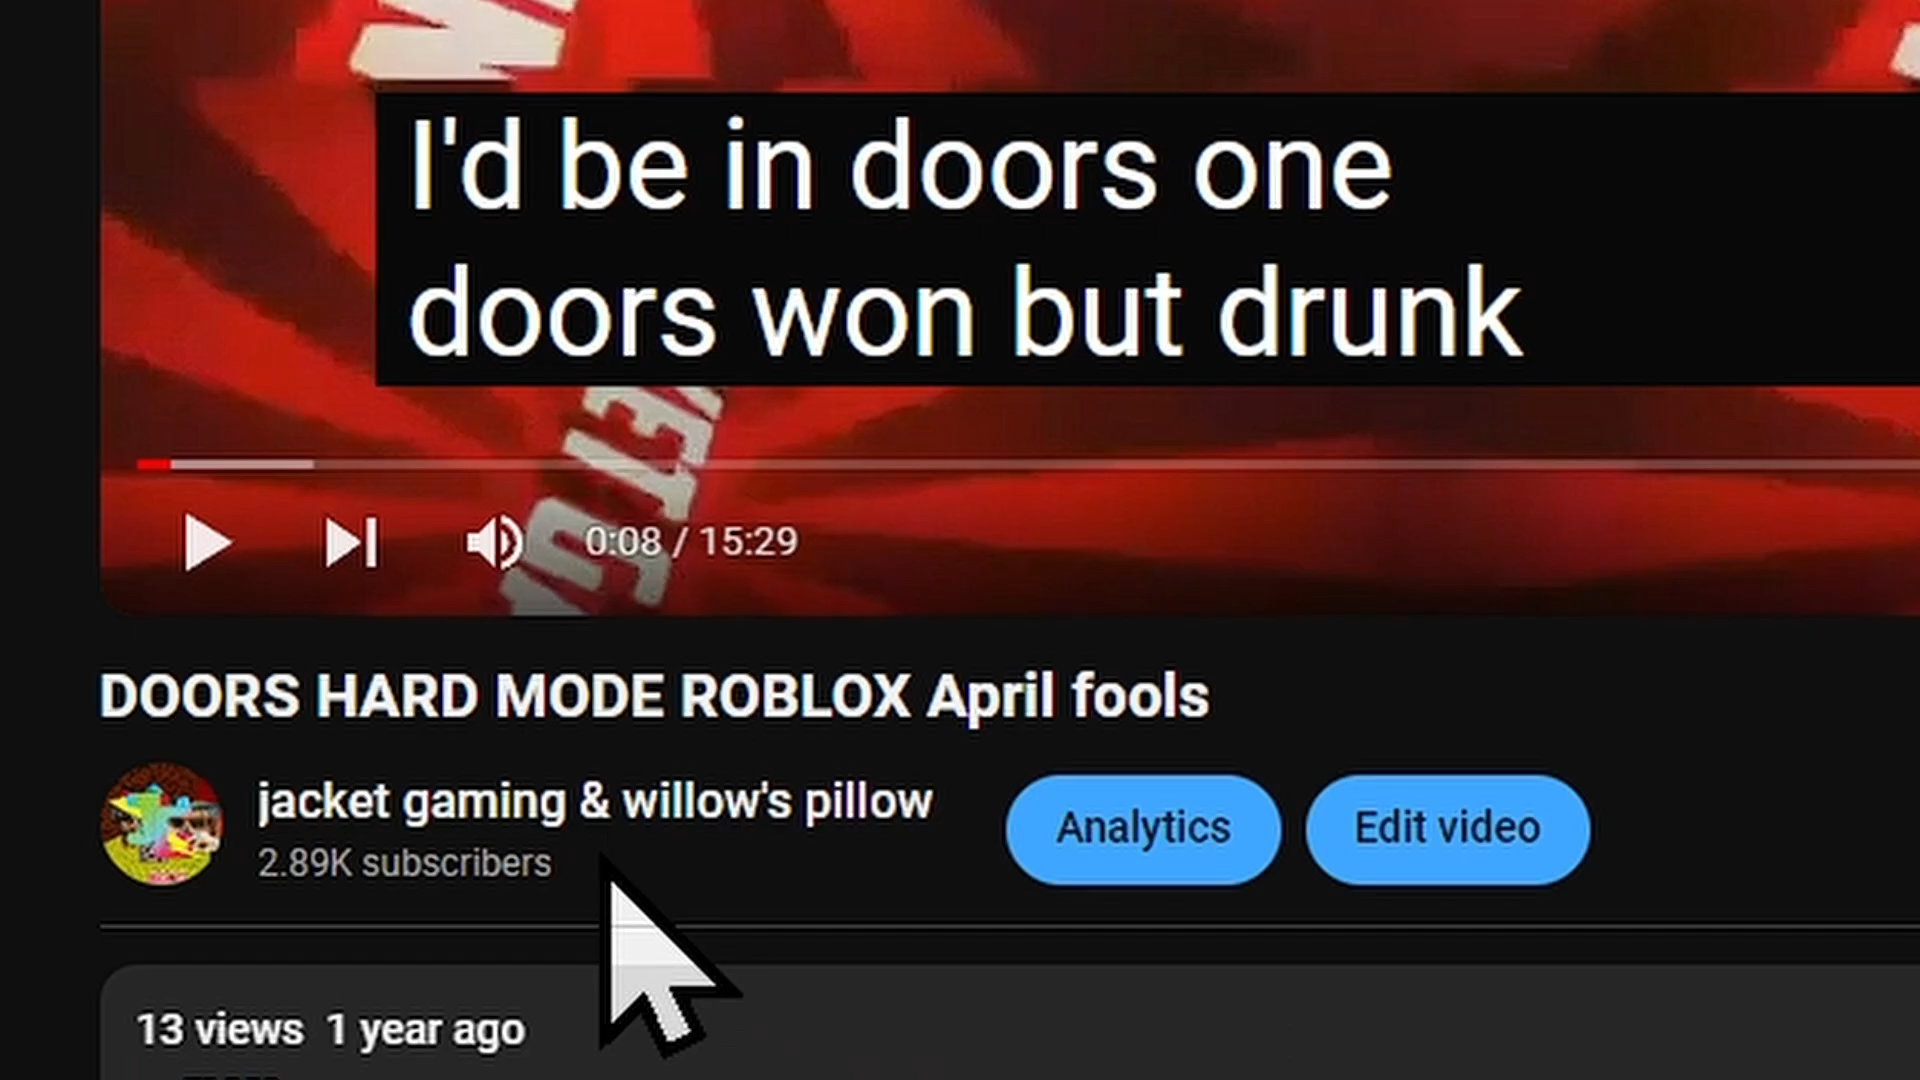 I'd be in doors one
doors won but drunk
0:08 / 15:29
DOORS HARD MODE ROBLOX April fools
jacket gaming & willow's pillow
2.89K subscribers
Analytics
Edit video
13 views 1 year ago